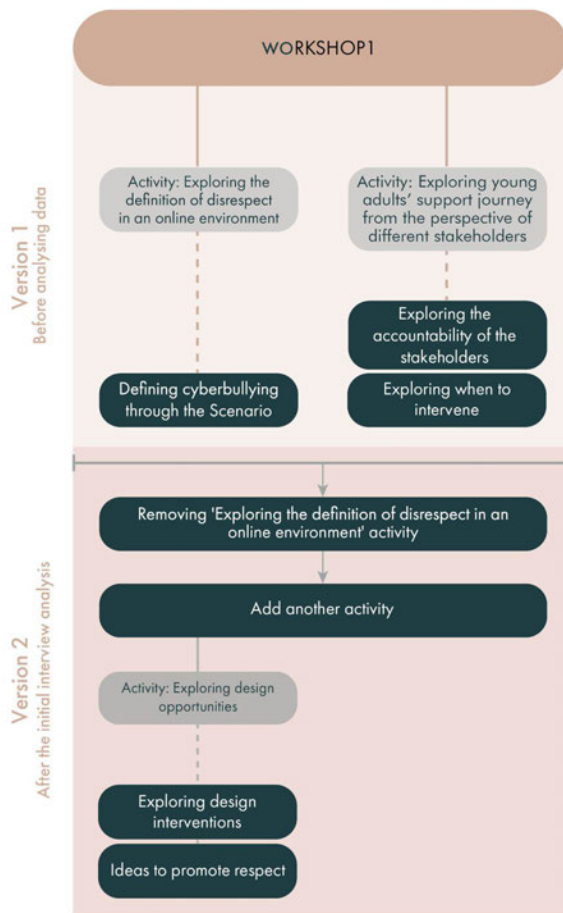 WORKSHOP1
Version 1
Before analysing data
Activity: Exploring the
definition of disrespect
in an online environment
Activity: Exploring young
adults' support journey
from the perspective of
different stakeholders
Defining cyberbullying
through the Scenario
Exploring the
accountability of the
stakeholders
Exploring when to
intervene
Version 2
After the initial interview analysis
Removing 'Exploring the definition of disrespect in an
online environment' activity
Add another activity
Activity: Exploring design
opportunities
Exploring design
interventions
Ideas to promote respect